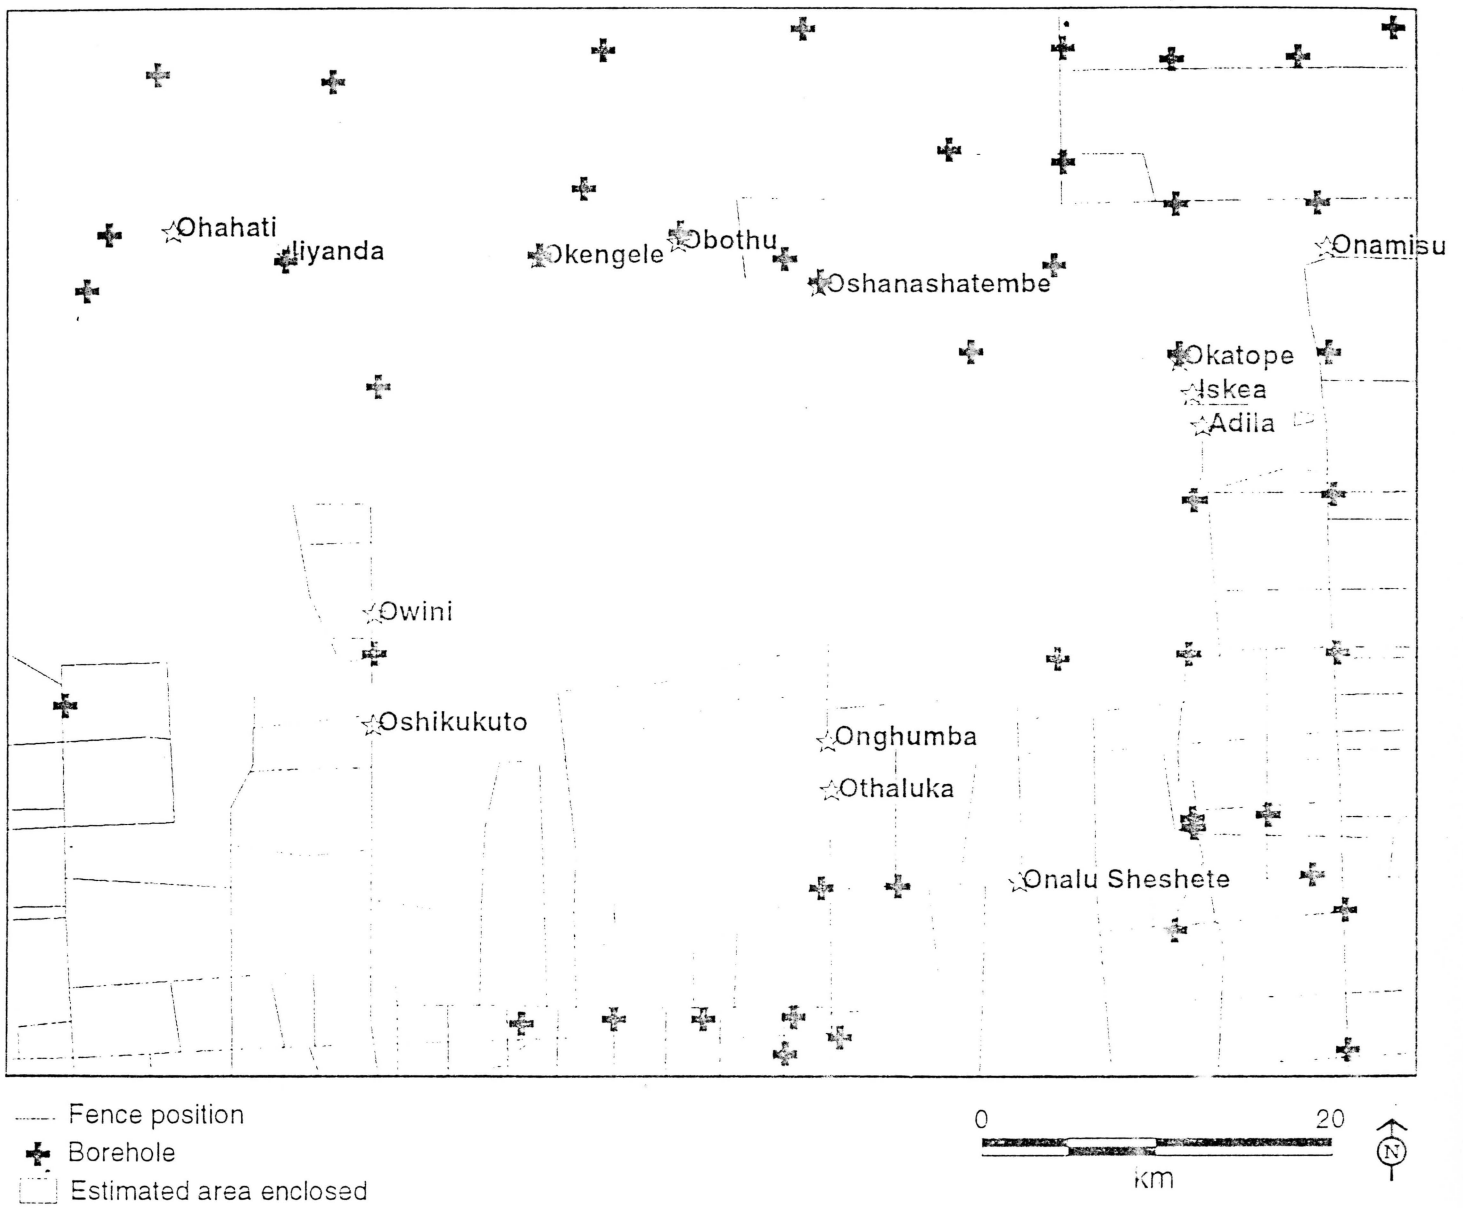 Ohahati
Iiyanda
Okengele
Obothu
Oshanashatembe
Onamisu
Okatope
Iskea
Adila
Owini
Oshikukuto
Onghumba
Othaluka
Onalu Sheshete
Fence position
Borehole
Estimated area enclosed
0 20
km
N